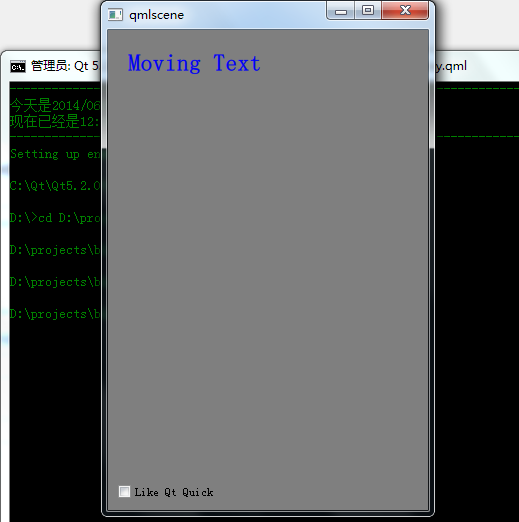 qmlscene
管理员: Qt 5
y.qml
Moving Text
今天是2014/06
现在已经是12:
Setting up en
C:\Qt\Qt5.2.0
D:\>cd D:\pro
D:\projects\b
D:\projects\b
D:\projects\b
Like Qt Quick